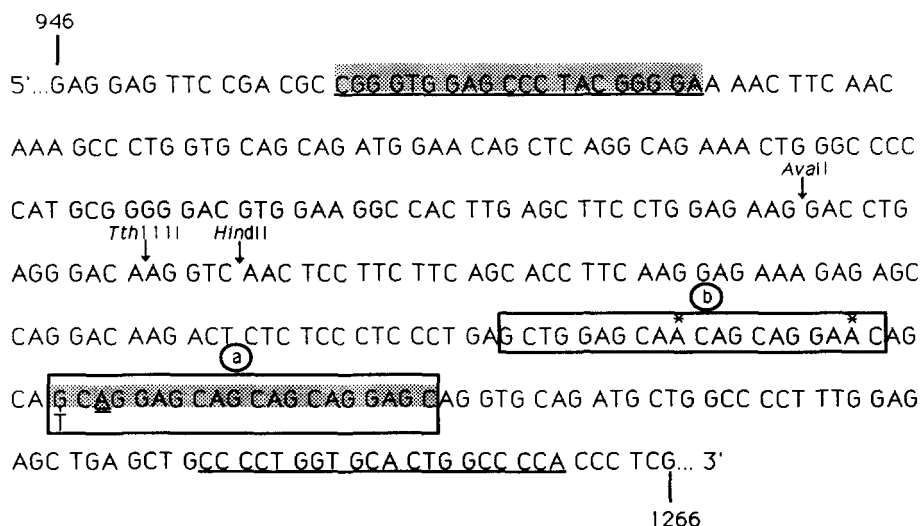 946
5'...GAG GAG TTC CGA CGC CGG GTG GAG CCC TAC GGG GAA AAC TTC AAC
AAA GCC CTG GTG CAG CAG ATG GAA CAG CTC AGG CAG AAA CTG GGC CCC
AvaII
CAT GCG GGG GAC GTG GAA GGC CAC TTG AGC TTC CTG GAG AAG GACCTG
Tth111I HindII
AGG GAC AAGGTC AAC TCC TTC TTC AGC ACC TTC AAG GAG AAA GAG AGC
b
* *
CAG GAC AAG ACT CTC TCC CTC CCT GAG CTG GAG CAA CAG CAG GAA CAG
a
CA G CAG GAG CAG CAG CAG GAG CAG GTG CAG ATG CTG GCC CCT TTG GAG
T
AGC TGA GCT GCC CCT GGT GCA CTG GCC CCA CCC TCG... 3'
1266